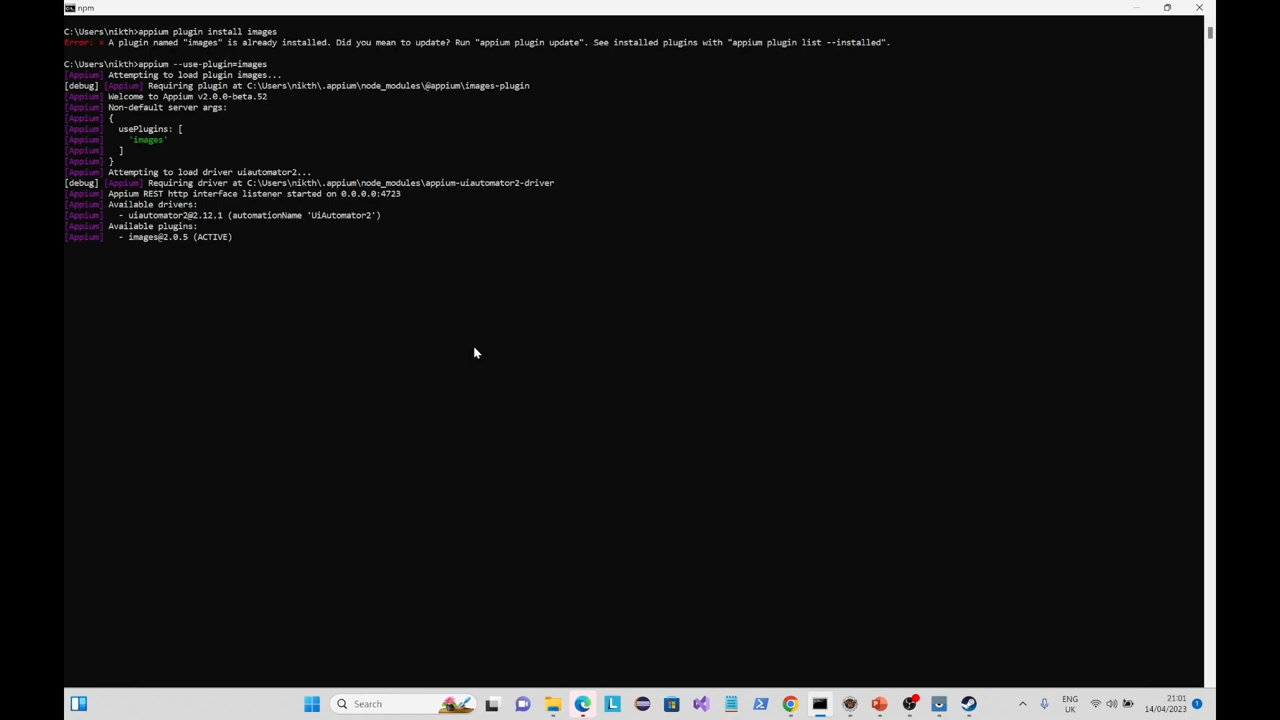 npm
C:\Users\nikth>appium plugin install images
Error: × A plugin named "images" is already installed. Did you mean to update? Run "appium plugin update". See installed plugins with "appium plugin list --installed".
C:\Users\nikth>appium --use-plugin=images
[Appium] Attempting to load plugin images...
[debug] [Appium] Requiring plugin at C:\Users\nikth\.appium\node_modules\@appium\images-plugin
[Appium] Welcome to Appium v2.0.0-beta.52
[Appium] Non-default server args:
[Appium] {
[Appium]   usePlugins: [
[Appium]     'images'
[Appium]   ]
[Appium] }
[Appium] Attempting to load driver uiautomator2...
[debug] [Appium] Requiring driver at C:\Users\nikth\.appium\node_modules\appium-uiautomator2-driver
[Appium] Appium REST http interface listener started on 0.0.0.0:4723
[Appium] Available drivers:
[Appium]   - uiautomator2@2.12.1 (automationName 'UiAutomator2')
[Appium] Available plugins:
[Appium]   - images@2.0.5 (ACTIVE)
Search
ENG
UK
21:01
14/04/2023